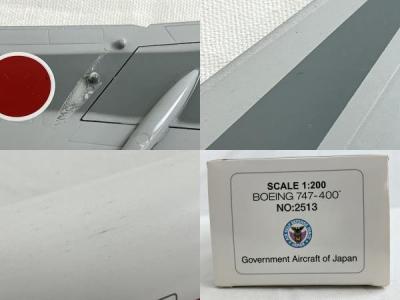 SCALE 1:200
BOEING 747-400
NO:2513
Government Aircraft of Japan